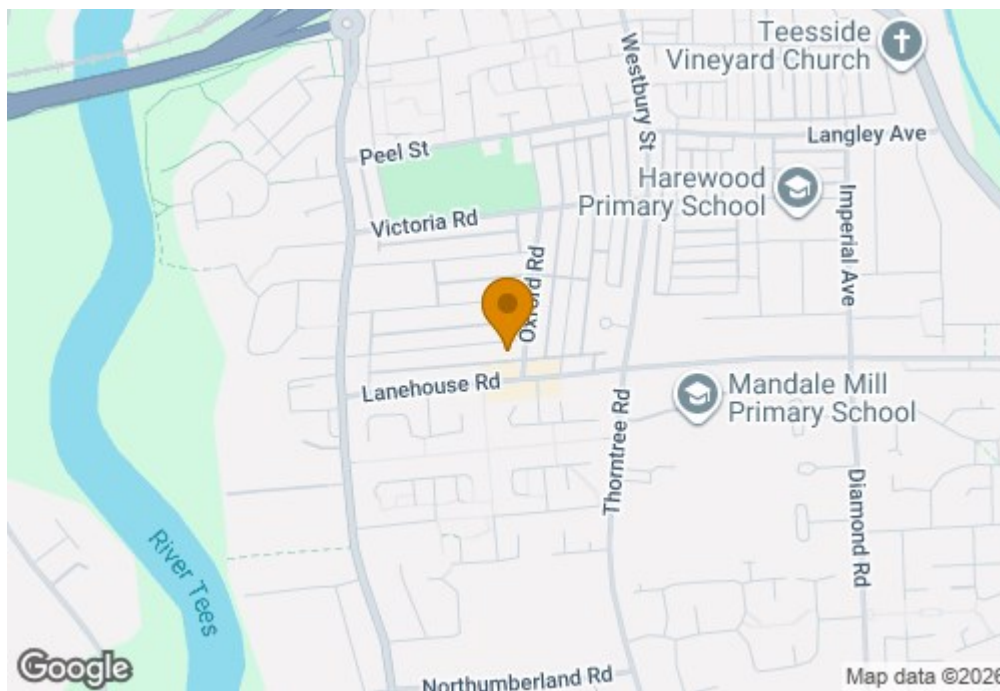 Teesside
Vineyard Church
Westbury St
Langley Ave
Peel St
Harewood
Primary School
Imperial Ave
Victoria Rd
Oxford Rd
Lanehouse Rd
Mandale Mill
Primary School
Thorntree Rd
Diamond Rd
River Tees
Northumberland Rd
Google
Map data ©2026